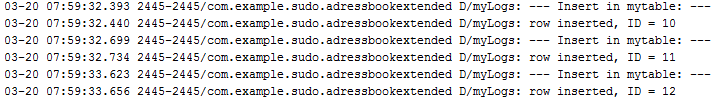 03-20 07:59:32.393 2445-2445/com.example.sudo.adressbookextended D/myLogs: --- Insert in mytable: ---
03-20 07:59:32.440 2445-2445/com.example.sudo.adressbookextended D/myLogs: row inserted, ID = 10
03-20 07:59:32.699 2445-2445/com.example.sudo.adressbookextended D/myLogs: --- Insert in mytable: ---
03-20 07:59:32.734 2445-2445/com.example.sudo.adressbookextended D/myLogs: row inserted, ID = 11
03-20 07:59:33.623 2445-2445/com.example.sudo.adressbookextended D/myLogs: --- Insert in mytable: ---
03-20 07:59:33.656 2445-2445/com.example.sudo.adressbookextended D/myLogs: row inserted, ID = 12